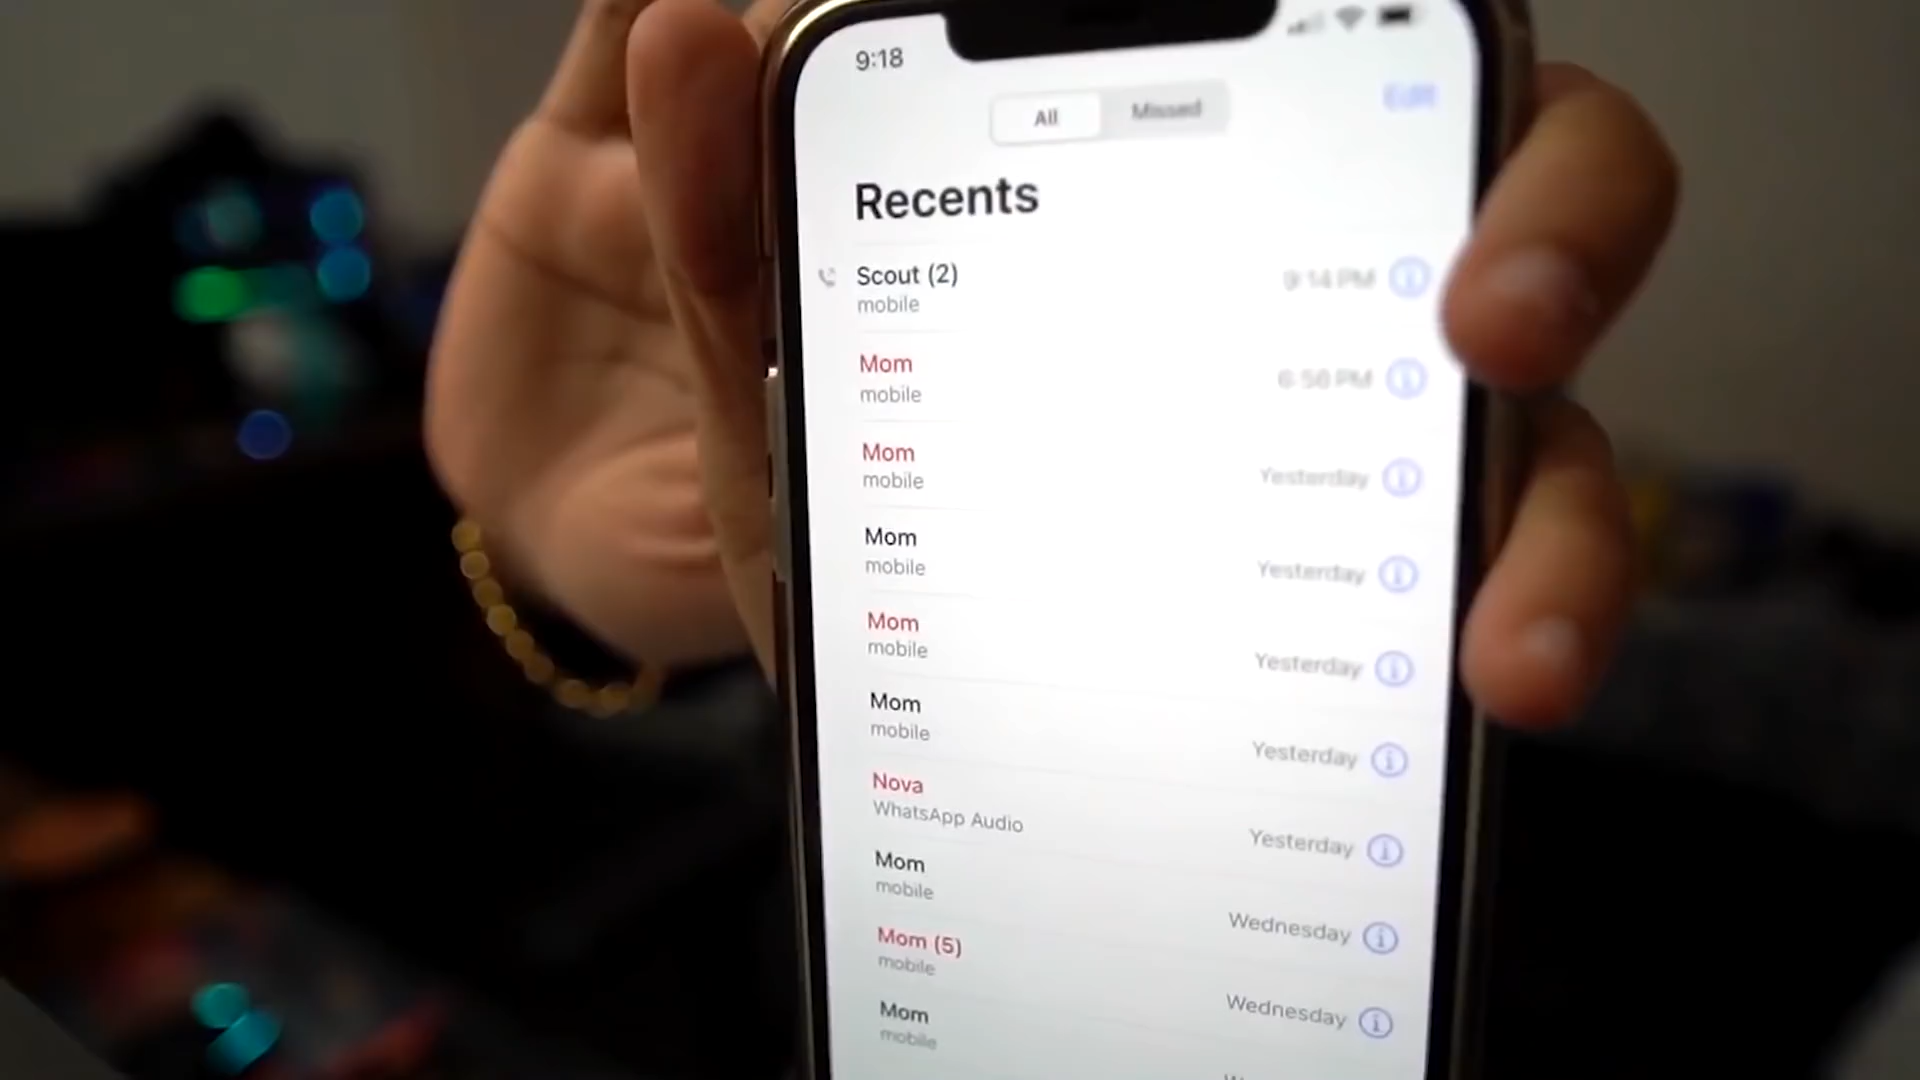 9:18
All
Missed
Edit
Recents
Scout (2)
mobile
9:14 PM
Mom
mobile
6:56 PM
Mom
mobile
Yesterday
Mom
mobile
Yesterday
Mom
mobile
Yesterday
Mom
mobile
Yesterday
Nova
WhatsApp Audio
Yesterday
Mom
mobile
Wednesday
Mom (5)
mobile
Wednesday
Mom
mobile